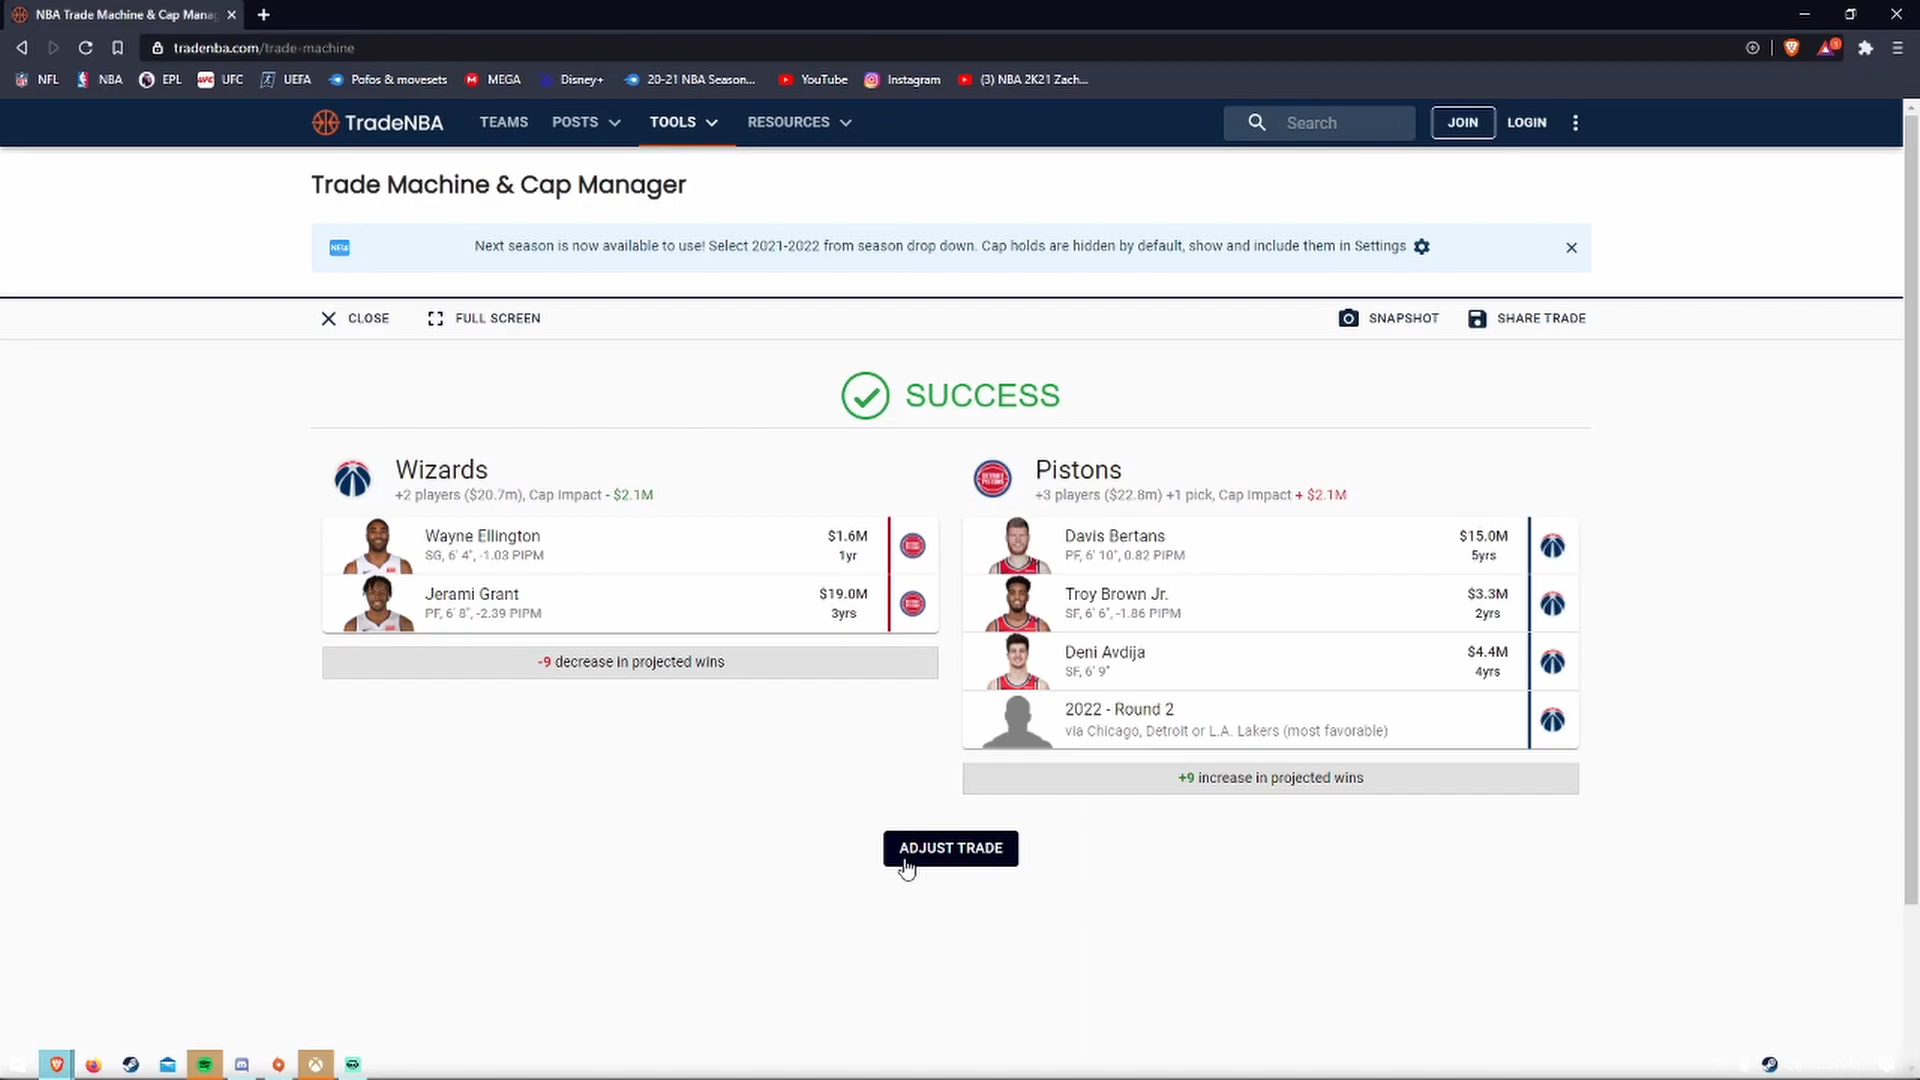 NBA Trade Machine & Cap Mana
tradenba.com/trade-machine
NFL NBA EPL UFC UEFA Pofos & movesets MEGA Disney+ 20-21 NBA Season... YouTube Instagram (3) NBA 2K21 Zach...
TradeNBA TEAMS POSTS TOOLS RESOURCES Search JOIN LOGIN
Trade Machine & Cap Manager
NEW Next season is now available to use! Select 2021-2022 from season drop down. Cap holds are hidden by default, show and include them in Settings
CLOSE FULL SCREEN SNAPSHOT SHARE TRADE
SUCCESS
Wizards
+2 players ($20.7m), Cap Impact - $2.1M
Wayne Ellington $1.6M
SG, 6' 4", -1.03 PIPM 1yr
Jerami Grant $19.0M
PF, 6' 8", -2.39 PIPM 3yrs
-9 decrease in projected wins
Pistons
+3 players ($22.8m) +1 pick, Cap Impact + $2.1M
Davis Bertans $15.0M
PF, 6' 10", 0.82 PIPM 5yrs
Troy Brown Jr. $3.3M
SF, 6' 6", -1.86 PIPM 2yrs
Deni Avdija $4.4M
SF, 6' 9" 4yrs
2022 - Round 2
via Chicago, Detroit or L.A. Lakers (most favorable)
+9 increase in projected wins
ADJUST TRADE